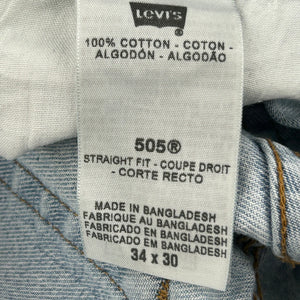 Levi's
100% COTTON - COTON -
ALGODÓN - ALGODÃO
505®
STRAIGHT FIT - COUPE DROIT
- CORTE RECTO
MADE IN BANGLADESH
FABRIQUÉ AU BANGLADESH
FABRICADO EN BANGLADESH
FABRICADO EM BANGLADESH
34 x 30